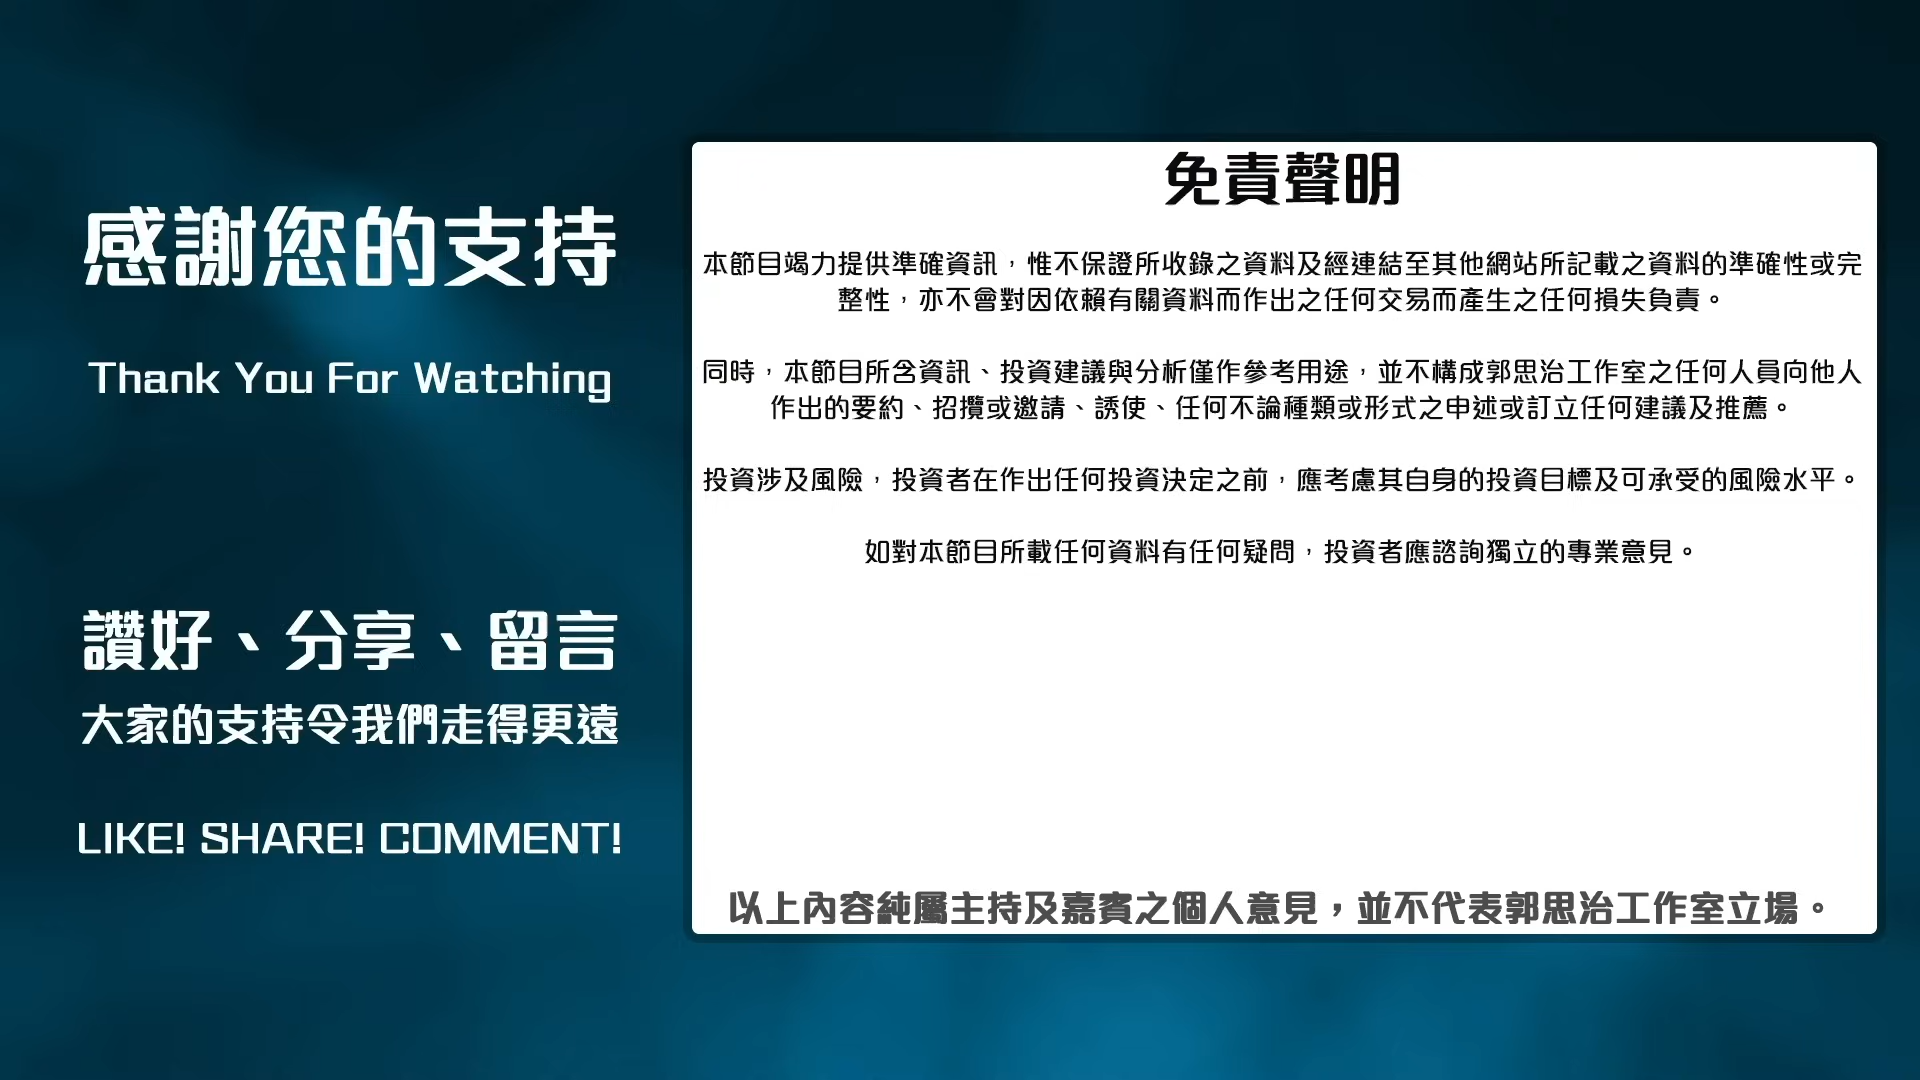 感謝您的支持
Thank You For Watching
讚好、分享、留言
大家的支持令我們走得更遠
LIKE! SHARE! COMMENT!
免責聲明
本節目竭力提供準確資訊，惟不保證所收錄之資料及經連結至其他網站所記載之資料的準確性或完
整性，亦不會對因依賴有關資料而作出之任何交易而產生之任何損失負責。
同時，本節目所含資訊、投資建議與分析僅作參考用途，並不構成郭思治工作室之任何人員向他人
作出的要約、招攬或邀請、誘使、任何不論種類或形式之申述或訂立任何建議及推薦。
投資涉及風險，投資者在作出任何投資決定之前，應考慮其自身的投資目標及可承受的風險水平。
如對本節目所載任何資料有任何疑問，投資者應諮詢獨立的專業意見。
以上內容純屬主持及嘉賓之個人意見，並不代表郭思治工作室立場。